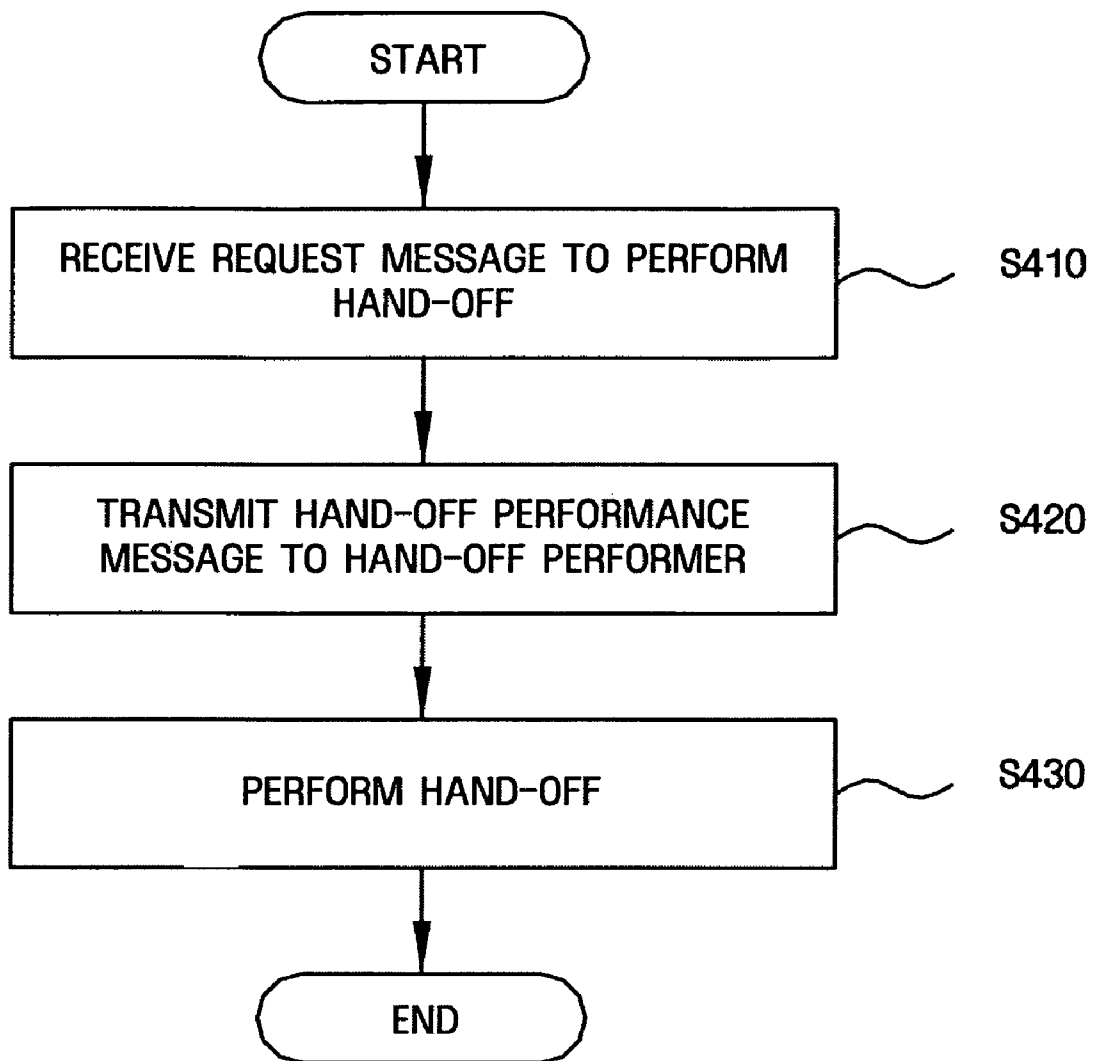 START
RECEIVE REQUEST MESSAGE TO PERFORM
HAND-OFF
S410
TRANSMIT HAND-OFF PERFORMANCE
MESSAGE TO HAND-OFF PERFORMER
S420
PERFORM HAND-OFF
S430
END